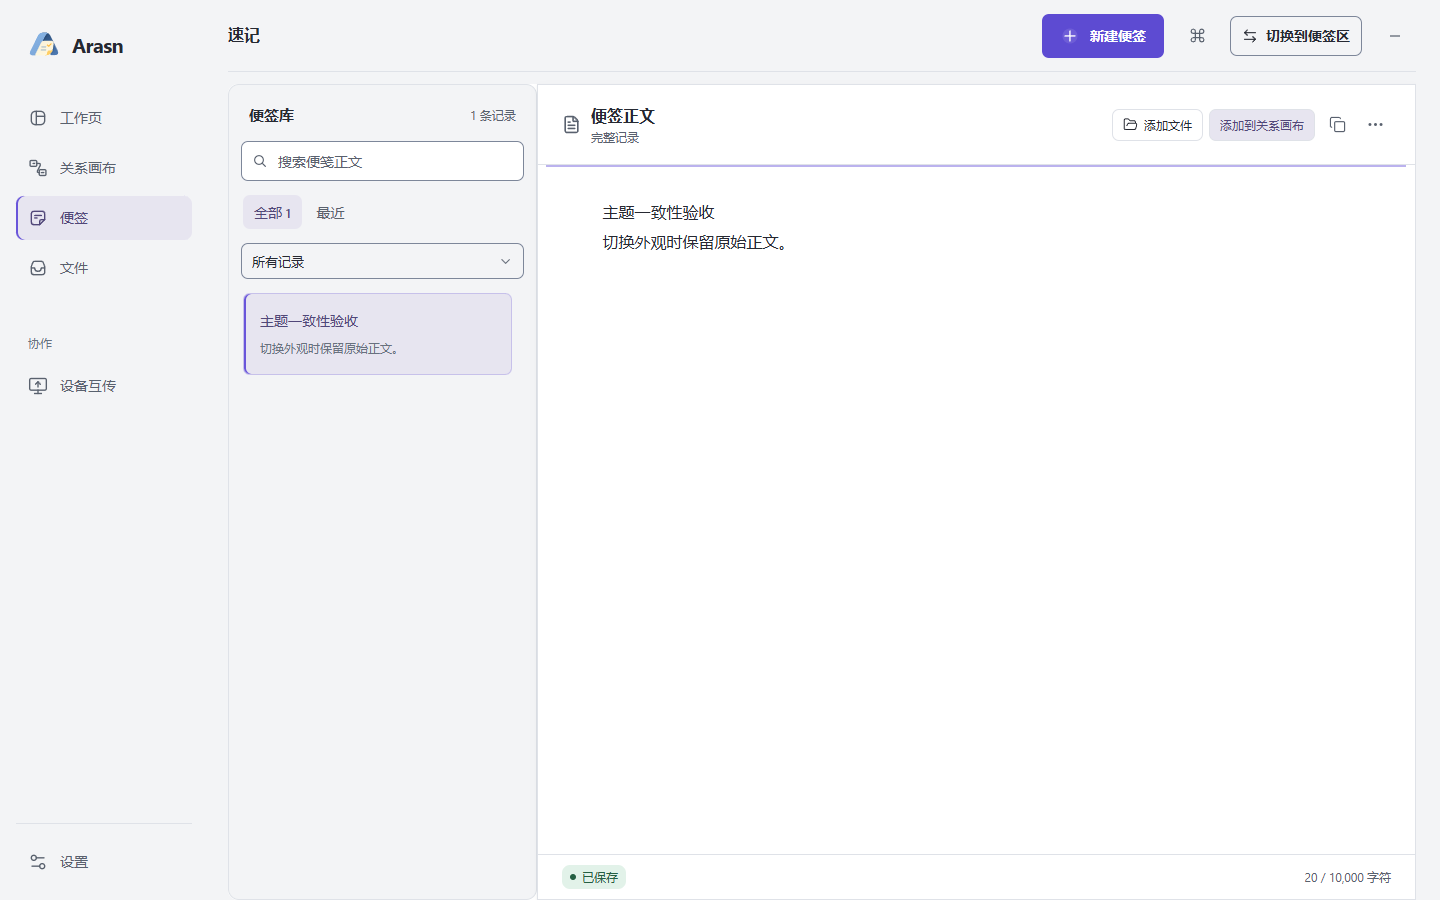 Arasn
工作页
关系画布
便签
文件
协作
设备互传
设置
速记
新建便签
切换到便签区
便签库
1 条记录
搜索便笺正文
全部 1
最近
所有记录
主题一致性验收
切换外观时保留原始正文。
便签正文
完整记录
添加文件
添加到关系画布
主题一致性验收
切换外观时保留原始正文。
已保存
20 / 10,000 字符